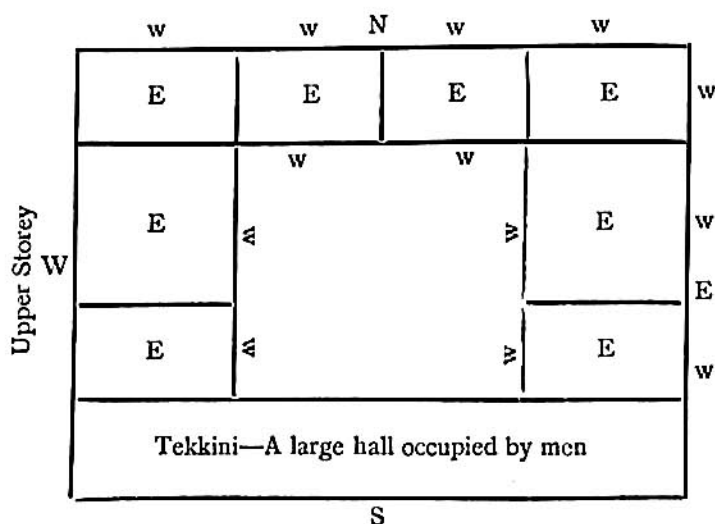 w w N w w
E E E E w
w w
E w w E w
Upper Storey
W
E
E w w E w
Tekkini—A large hall occupied by men
S